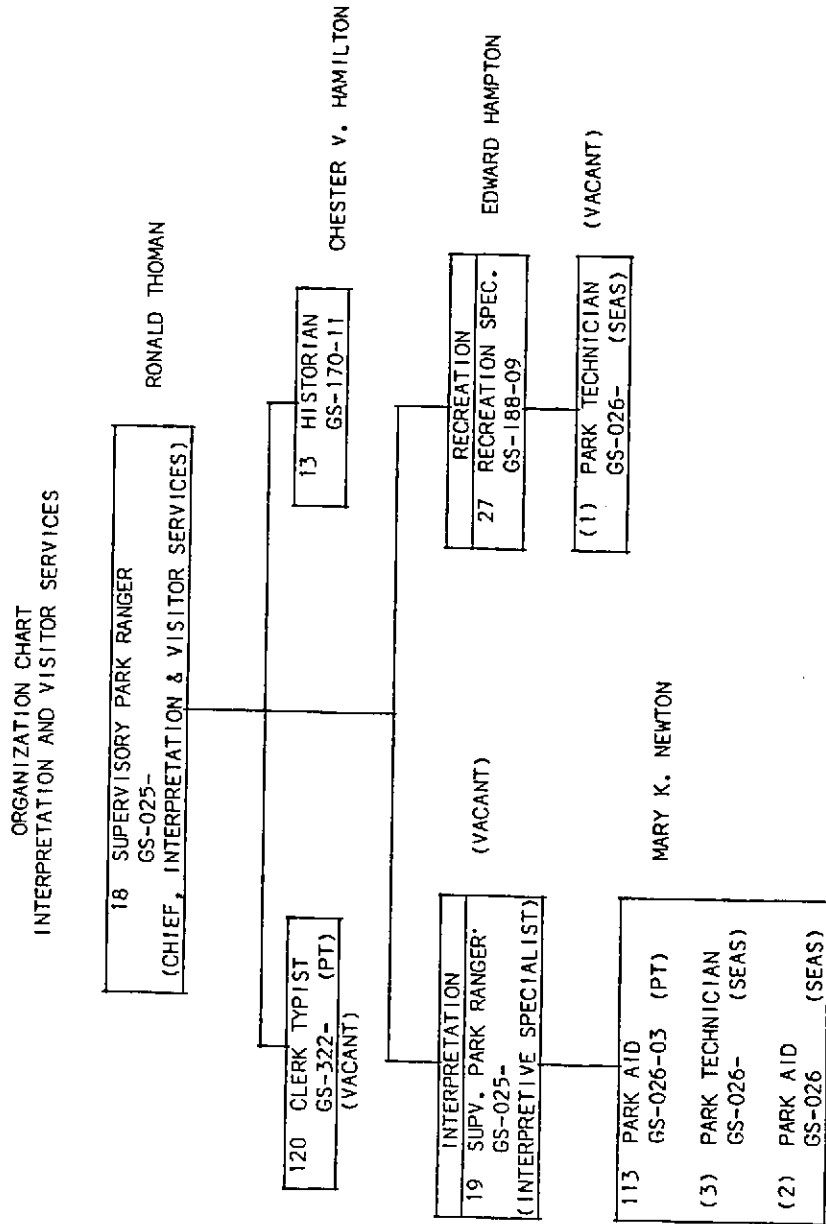 ORGANIZATION CHART
INTERPRETATION AND VISITOR SERVICES
18 SUPERVISORY PARK RANGER
GS-025-
(CHIEF, INTERPRETATION & VISITOR SERVICES)
RONALD THOMAN
120 CLERK TYPIST
GS-322- (PT)
(VACANT)
13 HISTORIAN
GS-170-11
CHESTER V. HAMILTON
INTERPRETATION
19 SUPV. PARK RANGER
GS-025-
(INTERPRETIVE SPECIALIST)
(VACANT)
RECREATION
27 RECREATION SPEC.
GS-188-09
EDWARD HAMPTON
113 PARK AID
GS-026-03 (PT)
(3) PARK TECHNICIAN
GS-026- (SEAS)
(2) PARK AID
GS-026 (SEAS)
MARY K. NEWTON
(1) PARK TECHNICIAN
GS-026- (SEAS)
(VACANT)